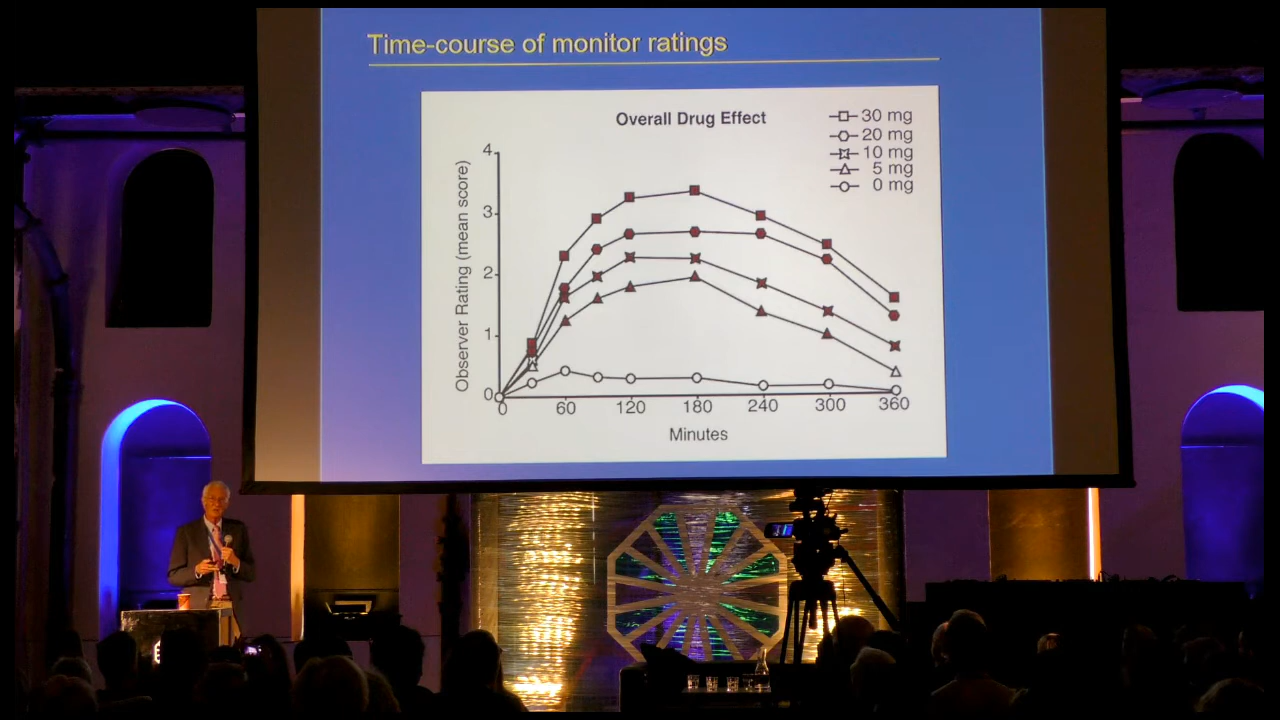 Time-course of monitor ratings
Overall Drug Effect
30 mg
20 mg
10 mg
5 mg
0 mg
Observer Rating (mean score)
4
3
2
1
0
0 60 120 180 240 300 360
Minutes